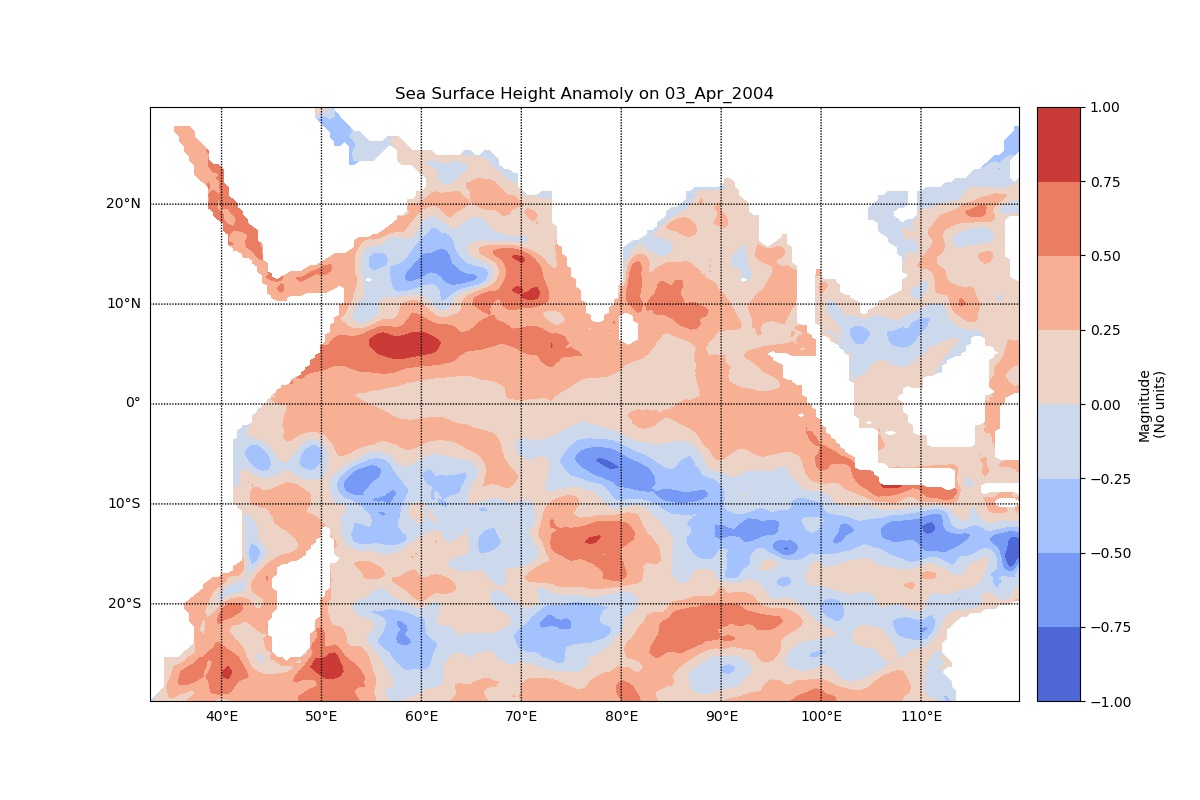 Sea Surface Height Anamoly on 03_Apr_2004
20°N
10°N
0°
10°S
20°S
40°E 50°E 60°E 70°E 80°E 90°E 100°E 110°E
1.00
0.75
0.50
0.25
0.00
−0.25
−0.50
−0.75
−1.00
Magnitude
(No units)